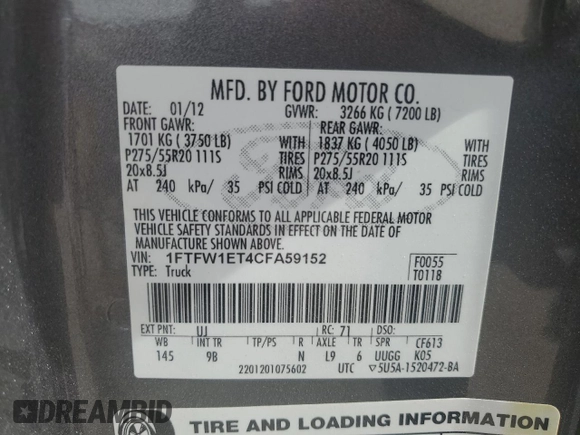 MFD. BY FORD MOTOR CO.
DATE: 01/12 GVWR: 3266 KG ( 7200 LB)
FRONT GAWR: REAR GAWR:
1701 KG ( 3750 LB) WITH 1837 KG ( 4050 LB) WITH
P275/55R20 111S TIRES P275/55R20 111S TIRES
20x8.5J RIMS 20x8.5J RIMS
AT 240 kPa/ 35 PSI COLD AT 240 kPa/ 35 PSI COLD
THIS VEHICLE CONFORMS TO ALL APPLICABLE FEDERAL MOTOR
VEHICLE SAFETY STANDARDS IN EFFECT ON THE DATE OF
MANUFACTURE SHOWN ABOVE.
VIN: 1FTFW1ET4CFA59152 F0055
TYPE: Truck T0118
EXT PNT: UJ RC: 71 DSO:
WB INT TR TP/PS R AXLE TR SPR CF613
145 9B N L9 6 UUGG K05
2201201075602 UTC 5U5A-1520472-BA
TIRE AND LOADING INFORMATION
DREAMBID